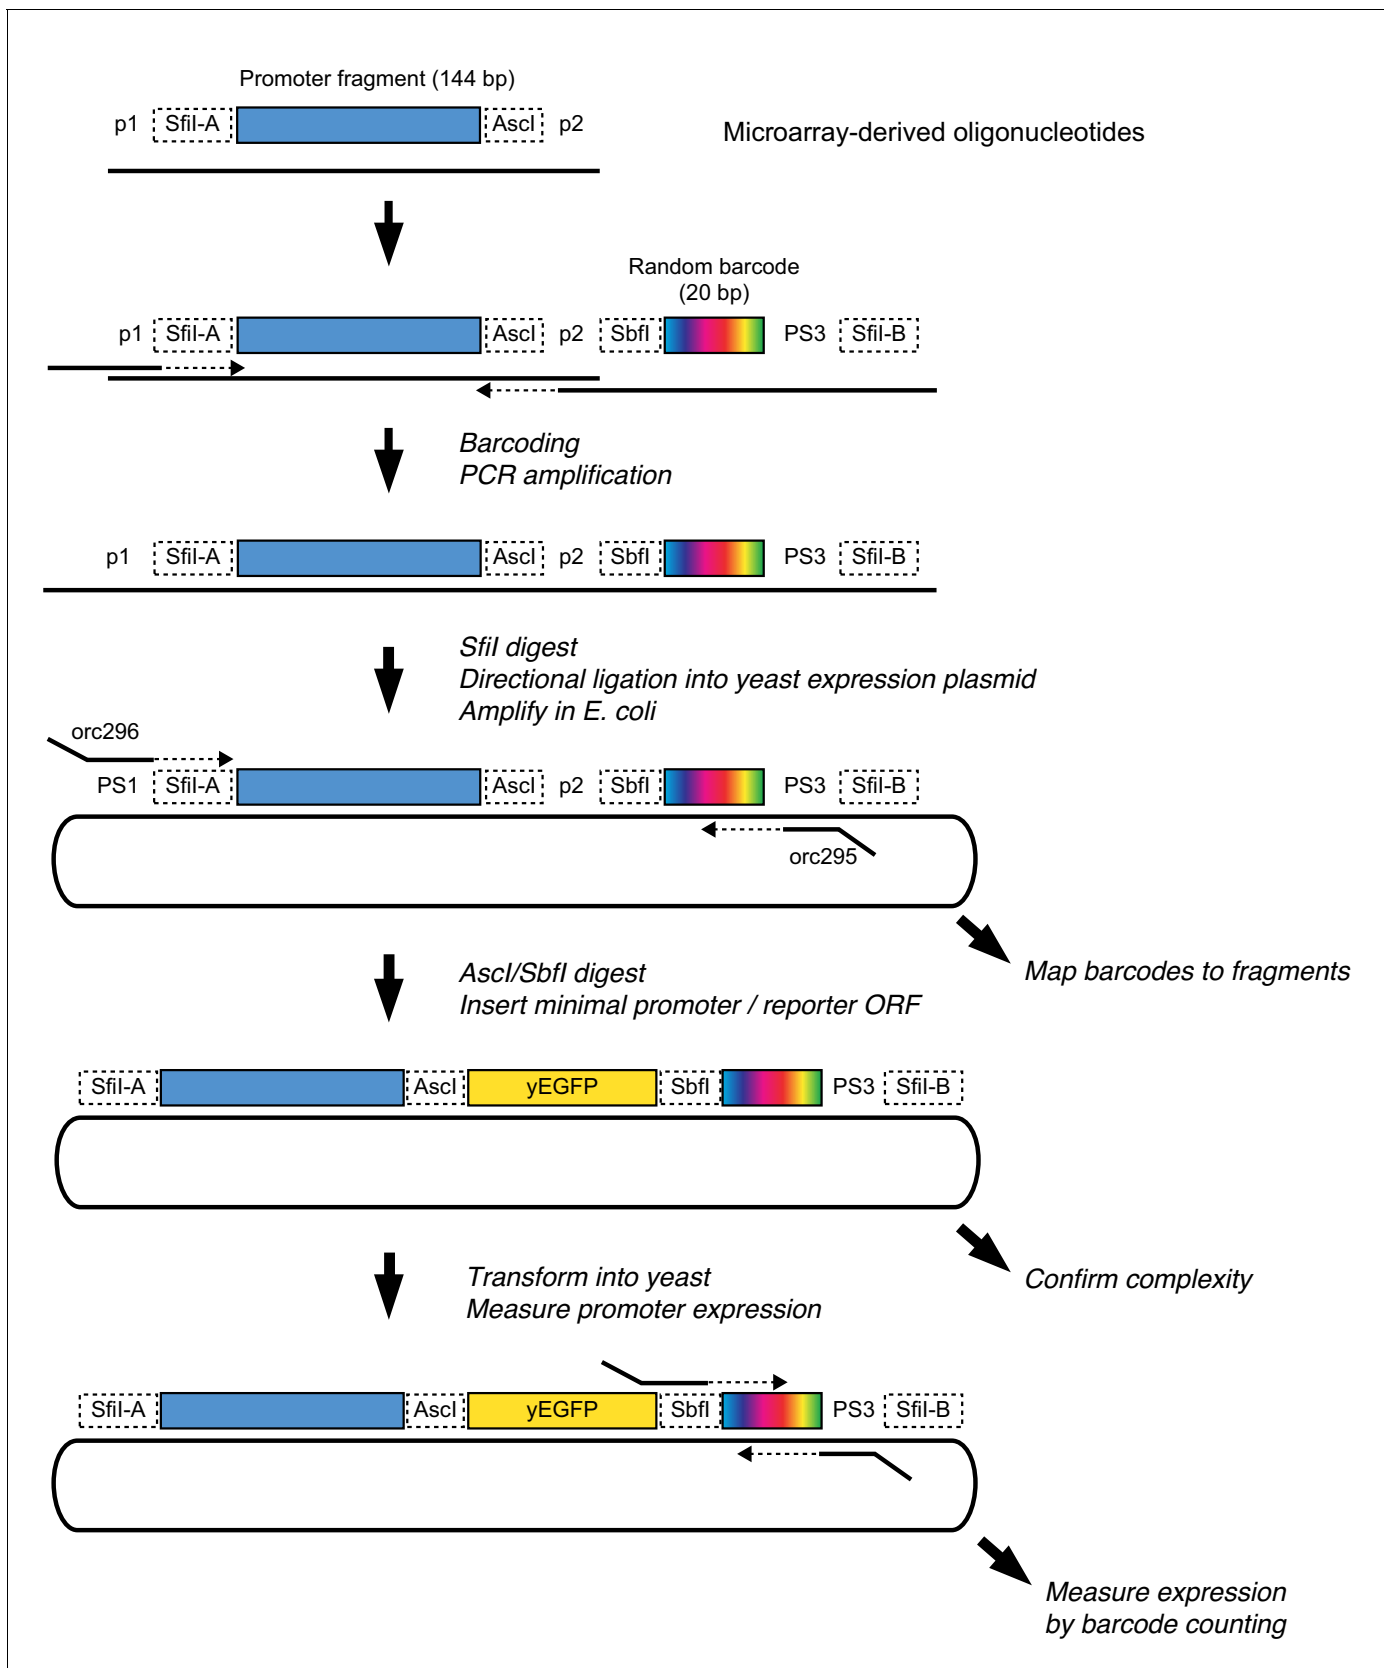 Promoter fragment (144 bp)
p1 SfiI-A AscI p2
Microarray-derived oligonucleotides
Random barcode
(20 bp)
p1 SfiI-A AscI p2 SbfI PS3 SfiI-B
Barcoding
PCR amplification
p1 SfiI-A AscI p2 SbfI PS3 SfiI-B
SfiI digest
Directional ligation into yeast expression plasmid
Amplify in E. coli
orc296
PS1 SfiI-A AscI p2 SbfI PS3 SfiI-B
orc295
Map barcodes to fragments
AscI/SbfI digest
Insert minimal promoter / reporter ORF
SfiI-A AscI yEGFP SbfI PS3 SfiI-B
Confirm complexity
Transform into yeast
Measure promoter expression
SfiI-A AscI yEGFP SbfI PS3 SfiI-B
Measure expression
by barcode counting